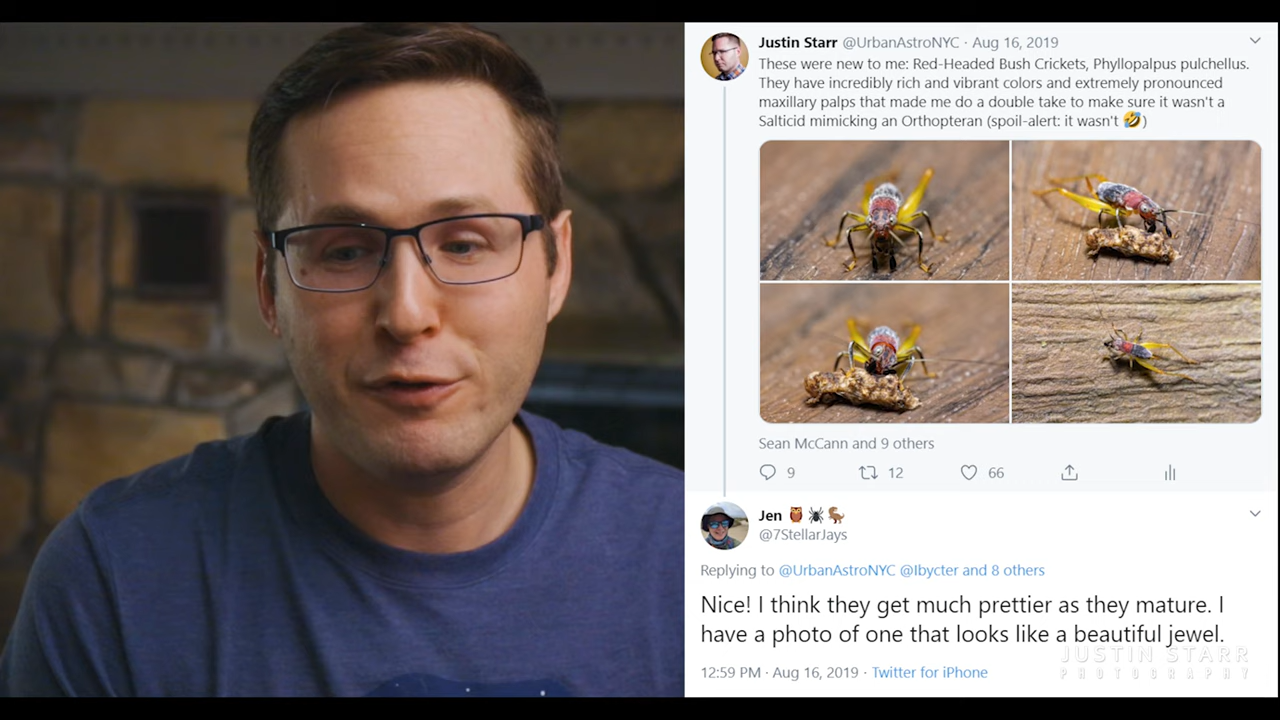 Justin Starr @UrbanAstroNYC · Aug 16, 2019
These were new to me: Red-Headed Bush Crickets, Phyllopalpus pulchellus.
They have incredibly rich and vibrant colors and extremely pronounced
maxillary palps that made me do a double take to make sure it wasn't a
Salticid mimicking an Orthopteran (spoil-alert: it wasn't 🤣)
Sean McCann and 9 others
9 12 66
Jen 🦉 🕷 🦖
@7StellarJays
Replying to @UrbanAstroNYC @Ibycter and 8 others
Nice! I think they get much prettier as they mature. I
have a photo of one that looks like a beautiful jewel.
12:59 PM · Aug 16, 2019 · Twitter for iPhone
JUSTIN STARR
PHOTOGRAPHY